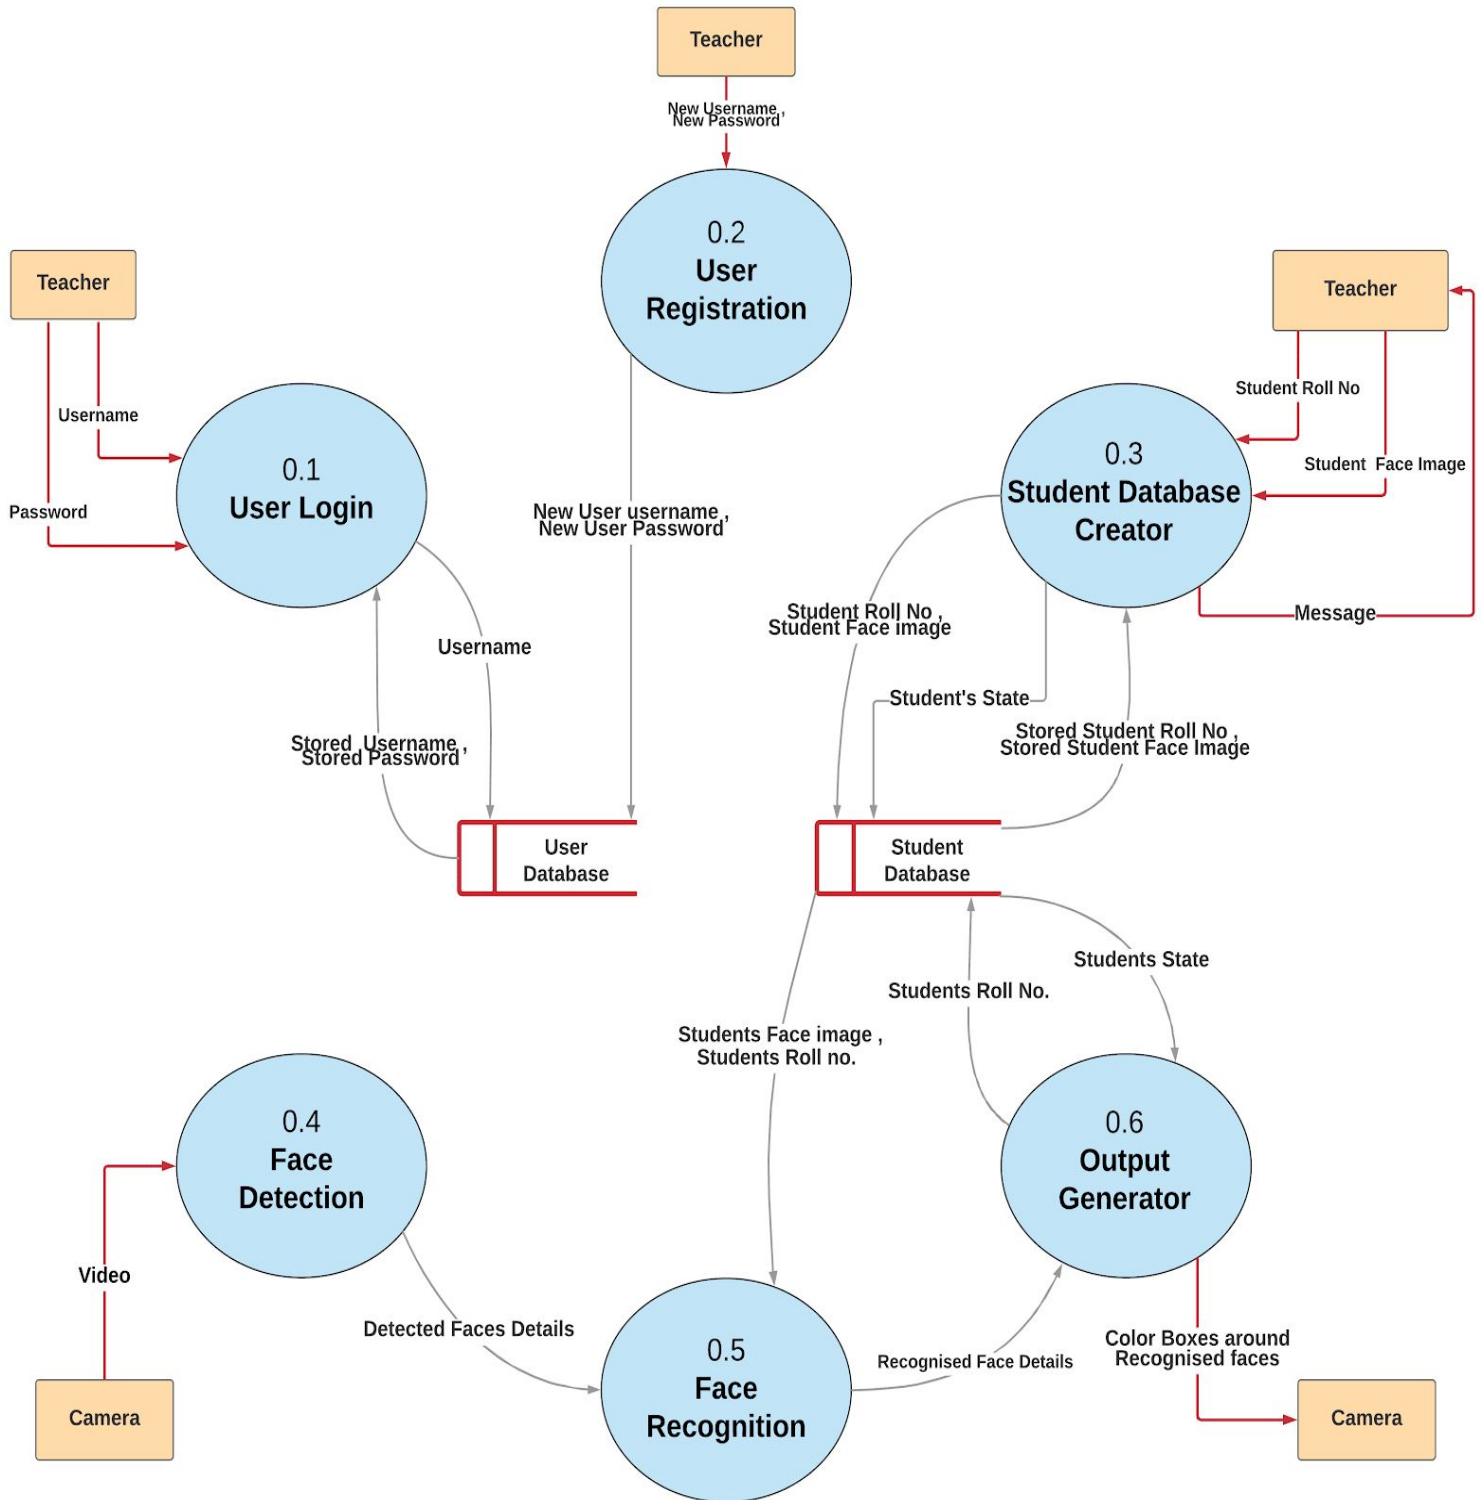 Teacher
New Username ,
New Password
0.2
User
Registration
Teacher
Username
Password
0.1
User Login
Teacher
Student Roll No
Student Face Image
0.3
Student Database
Creator
Message
New User username ,
New User Password
Username
Stored Username ,
Stored Password
Student Roll No ,
Student Face image
Student's State
Stored Student Roll No ,
Stored Student Face Image
User
Database
Student
Database
Students State
Students Roll No.
Students Face image ,
Students Roll no.
0.4
Face
Detection
Video
Camera
Detected Faces Details
0.5
Face
Recognition
Recognised Face Details
0.6
Output
Generator
Color Boxes around
Recognised faces
Camera